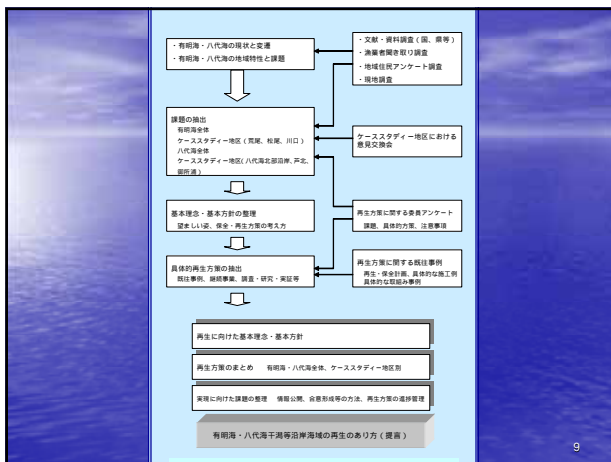 ・有明海・八代海の現状と変遷
・有明海・八代海の地域特性と課題
・文献・資料調査(国、県等)
・漁業者聞き取り調査
・地域住民アンケート調査
・現地調査
課題の抽出
有明海全体
ケーススタディー地区(荒尾、松尾、川口)
八代海全体
ケーススタディー地区(八代海北部沿岸、芦北、
御所浦)
ケーススタディー地区における
意見交換会
基本理念・基本方針の整理
望ましい姿、保全・再生方策の考え方
再生方策に関する委員アンケート
課題、具体的方策、注意事項
具体的再生方策の抽出
既往事例、継続事業、調査・研究・実証等
再生方策に関する既往事例
再生・保全計画、具体的な施工例
具体的な取組み事例
再生に向けた基本理念・基本方針
再生方策のまとめ 有明海・八代海全体、ケーススタディー地区別
実現に向けた課題の整理 情報公開、合意形成等の方法、再生方策の進捗管理
有明海・八代海干潟等沿岸海域の再生のあり方(提言)
9